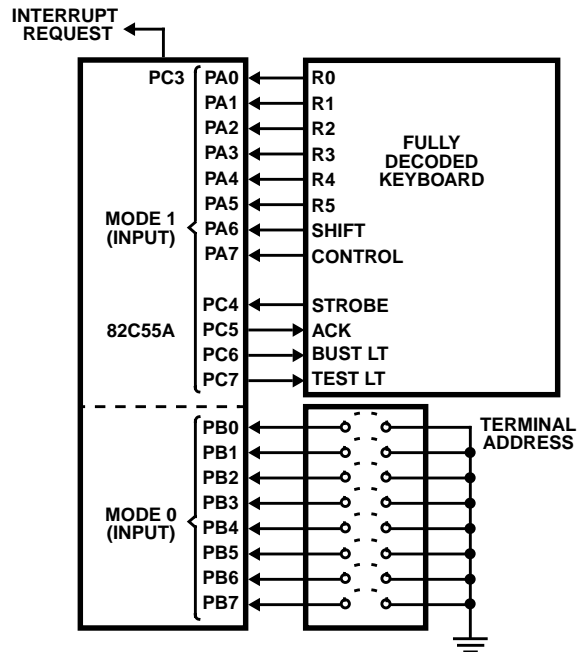 INTERRUPT
REQUEST
PC3
PA0
PA1
PA2
PA3
PA4
PA5
PA6
PA7
MODE 1
(INPUT)
PC4
PC5
PC6
PC7
82C55A
R0
R1
R2
R3
R4
R5
SHIFT
CONTROL
STROBE
ACK
BUST LT
TEST LT
FULLY
DECODED
KEYBOARD
PB0
PB1
PB2
PB3
PB4
PB5
PB6
PB7
MODE 0
(INPUT)
TERMINAL
ADDRESS